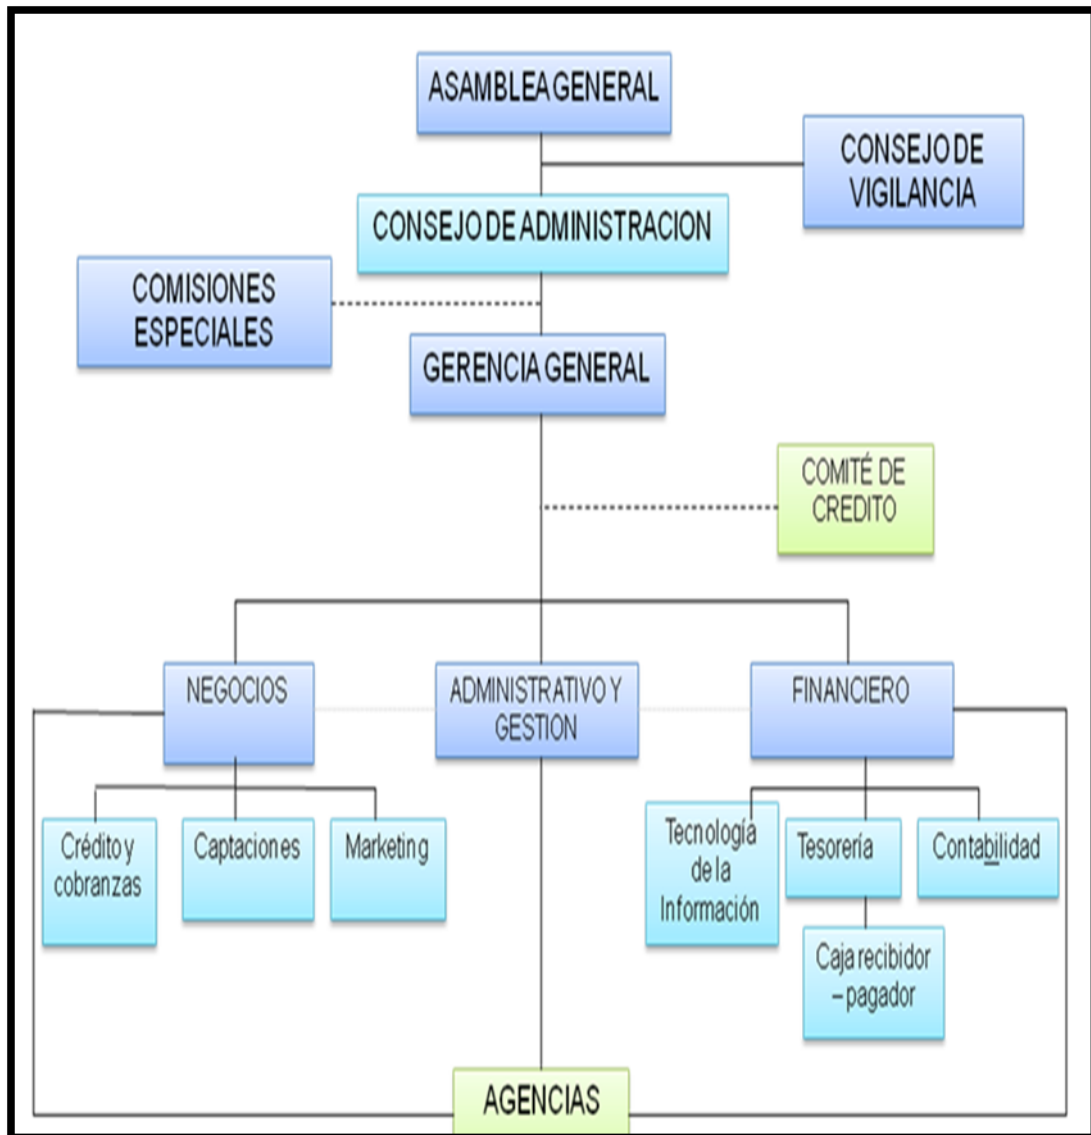 ASAMBLEA GENERAL
CONSEJO DE
VIGILANCIA
CONSEJO DE ADMINISTRACION
COMISIONES
ESPECIALES
GERENCIA GENERAL
COMITÉ DE
CREDITO
NEGOCIOS
ADMINISTRATIVO Y
GESTION
FINANCIERO
Crédito y
cobranzas
Captaciones
Marketing
Tecnología
de la
Información
Tesorería
Contabilidad
Caja recibidor
– pagador
AGENCIAS